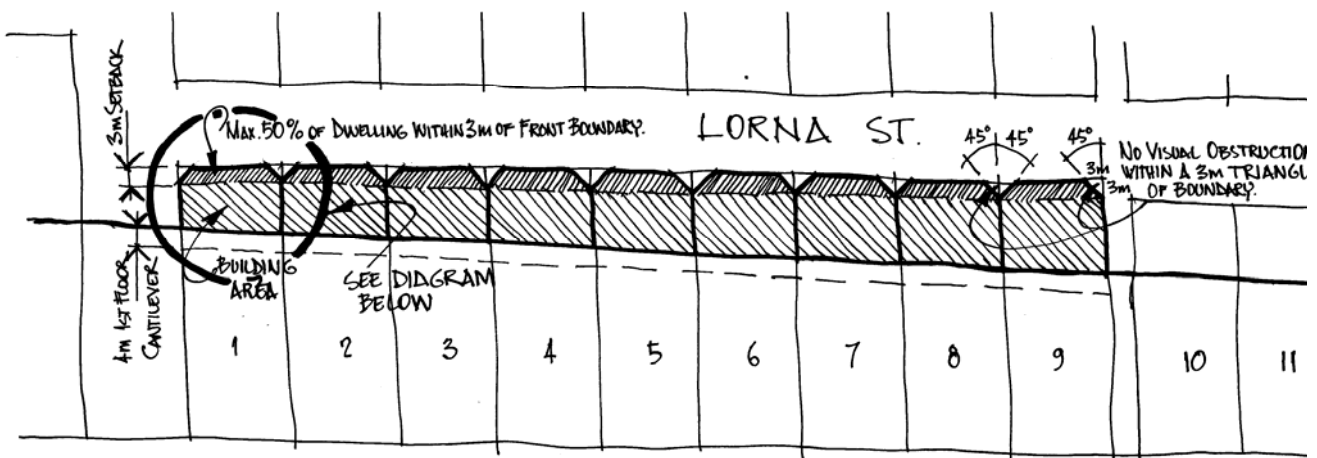 3M SETBACK
MAX. 50% OF DWELLING WITHIN 3M OF FRONT BOUNDARY.
LORNA ST.
45° 45° 45°
NO VISUAL OBSTRUCTION
WITHIN A 3M TRIANGL
OF BOUNDARY.
3m
3m
BUILDING
AREA
SEE DIAGRAM
BELOW
4M 1ST FLOOR
CANTILEVER
1 2 3 4 5 6 7 8 9 10 11